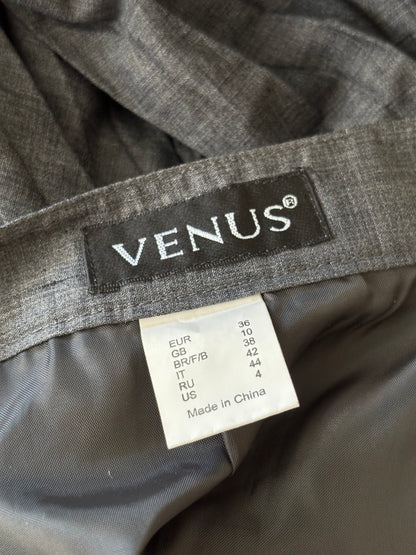 VENUS®
EUR 36
GB 10
BR/F/B 38
IT 42
RU 44
US 4
Made in China